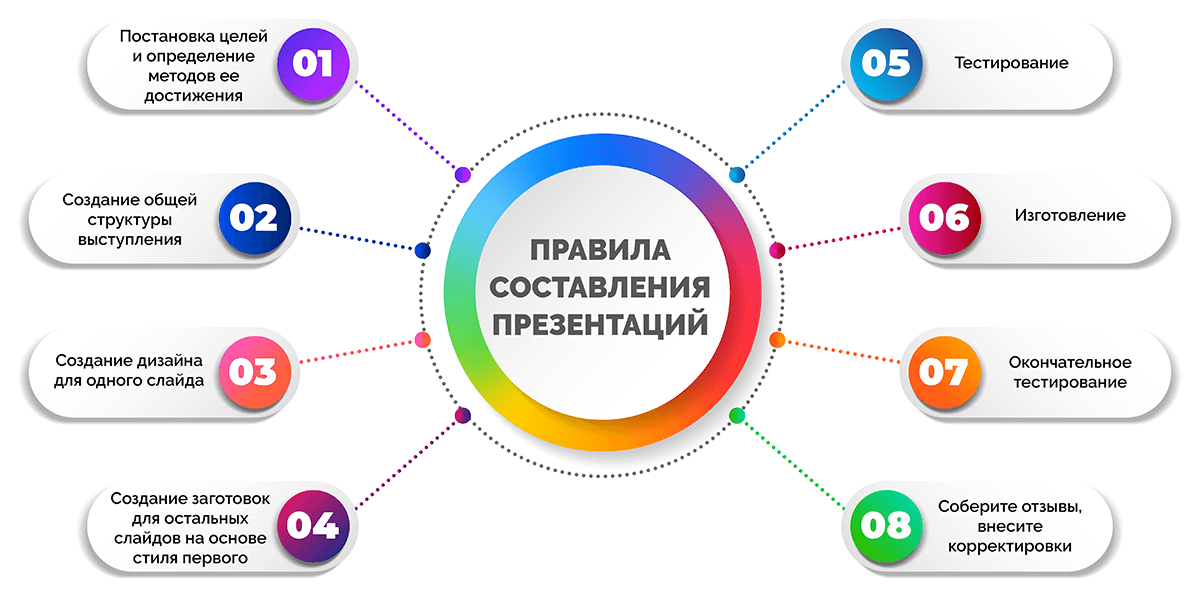 ПРАВИЛА
СОСТАВЛЕНИЯ
ПРЕЗЕНТАЦИЙ
Постановка целей
и определение
методов ее
достижения
01
Создание общей
структуры
выступления
02
Создание дизайна
для одного слайда
03
Создание заготовок
для остальных
слайдов на основе
стиля первого
04
05
Тестирование
06
Изготовление
07
Окончательное
тестирование
08
Соберите отзывы,
внесите
корректировки